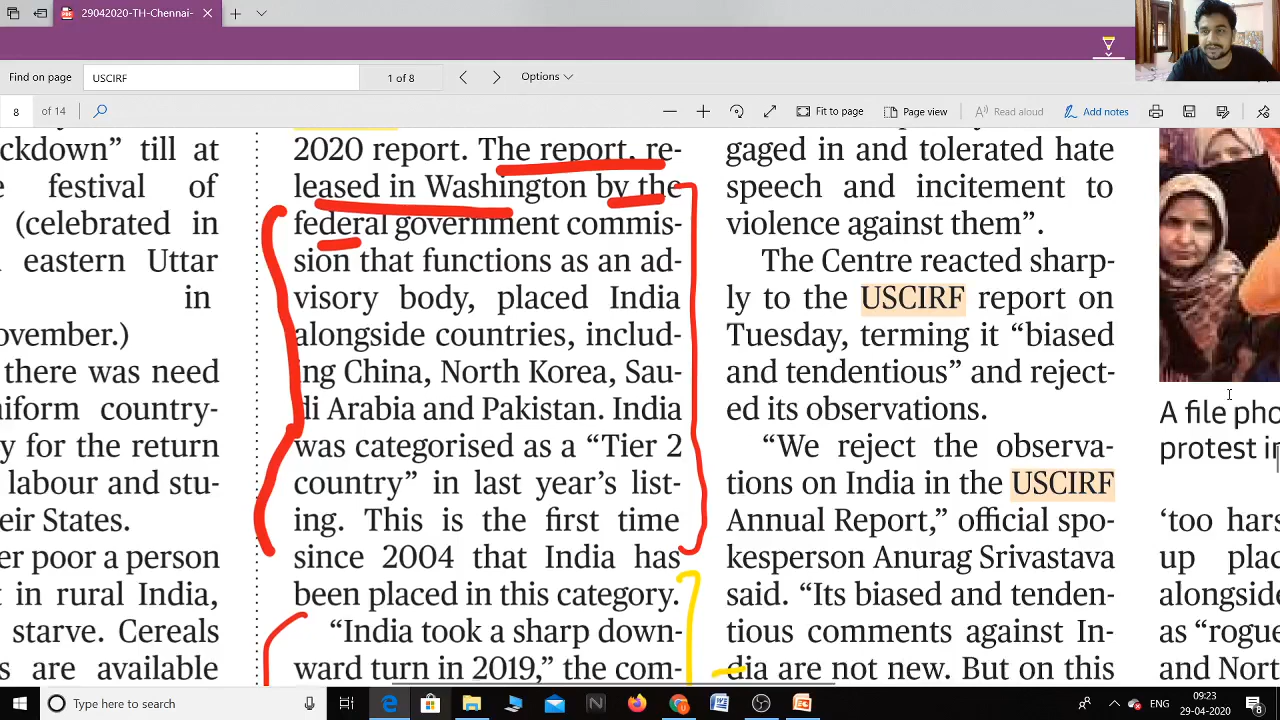 29042020-TH-Chennai-
Find on page
USCIRF
1 of 8
Options
8
of 14
Fit to page
Page view
Read aloud
Add notes
ckdown” till at
e festival of
(celebrated in
eastern Uttar
in
ovember.)
there was need
niform country-
y for the return
labour and stu-
eir States.
er poor a person
t in rural India,
starve. Cereals
s are available
2020 report. The report, re-
leased in Washington by the
federal government commis-
sion that functions as an ad-
visory body, placed India
alongside countries, includ-
ing China, North Korea, Sau-
di Arabia and Pakistan. India
was categorised as a “Tier 2
country” in last year’s list-
ing. This is the first time
since 2004 that India has
been placed in this category.
“India took a sharp down-
ward turn in 2019,” the com-
gaged in and tolerated hate
speech and incitement to
violence against them”.
The Centre reacted sharp-
ly to the USCIRF report on
Tuesday, terming it “biased
and tendentious” and reject-
ed its observations.
“We reject the observa-
tions on India in the USCIRF
Annual Report,” official spo-
kesperson Anurag Srivastava
said. “Its biased and tenden-
tious comments against In-
dia are not new. But on this
A file pho
protest in
‘too hars
up plac
alongside
as “rogue
and Nort
Type here to search
ENG
09:23
29-04-2020
8